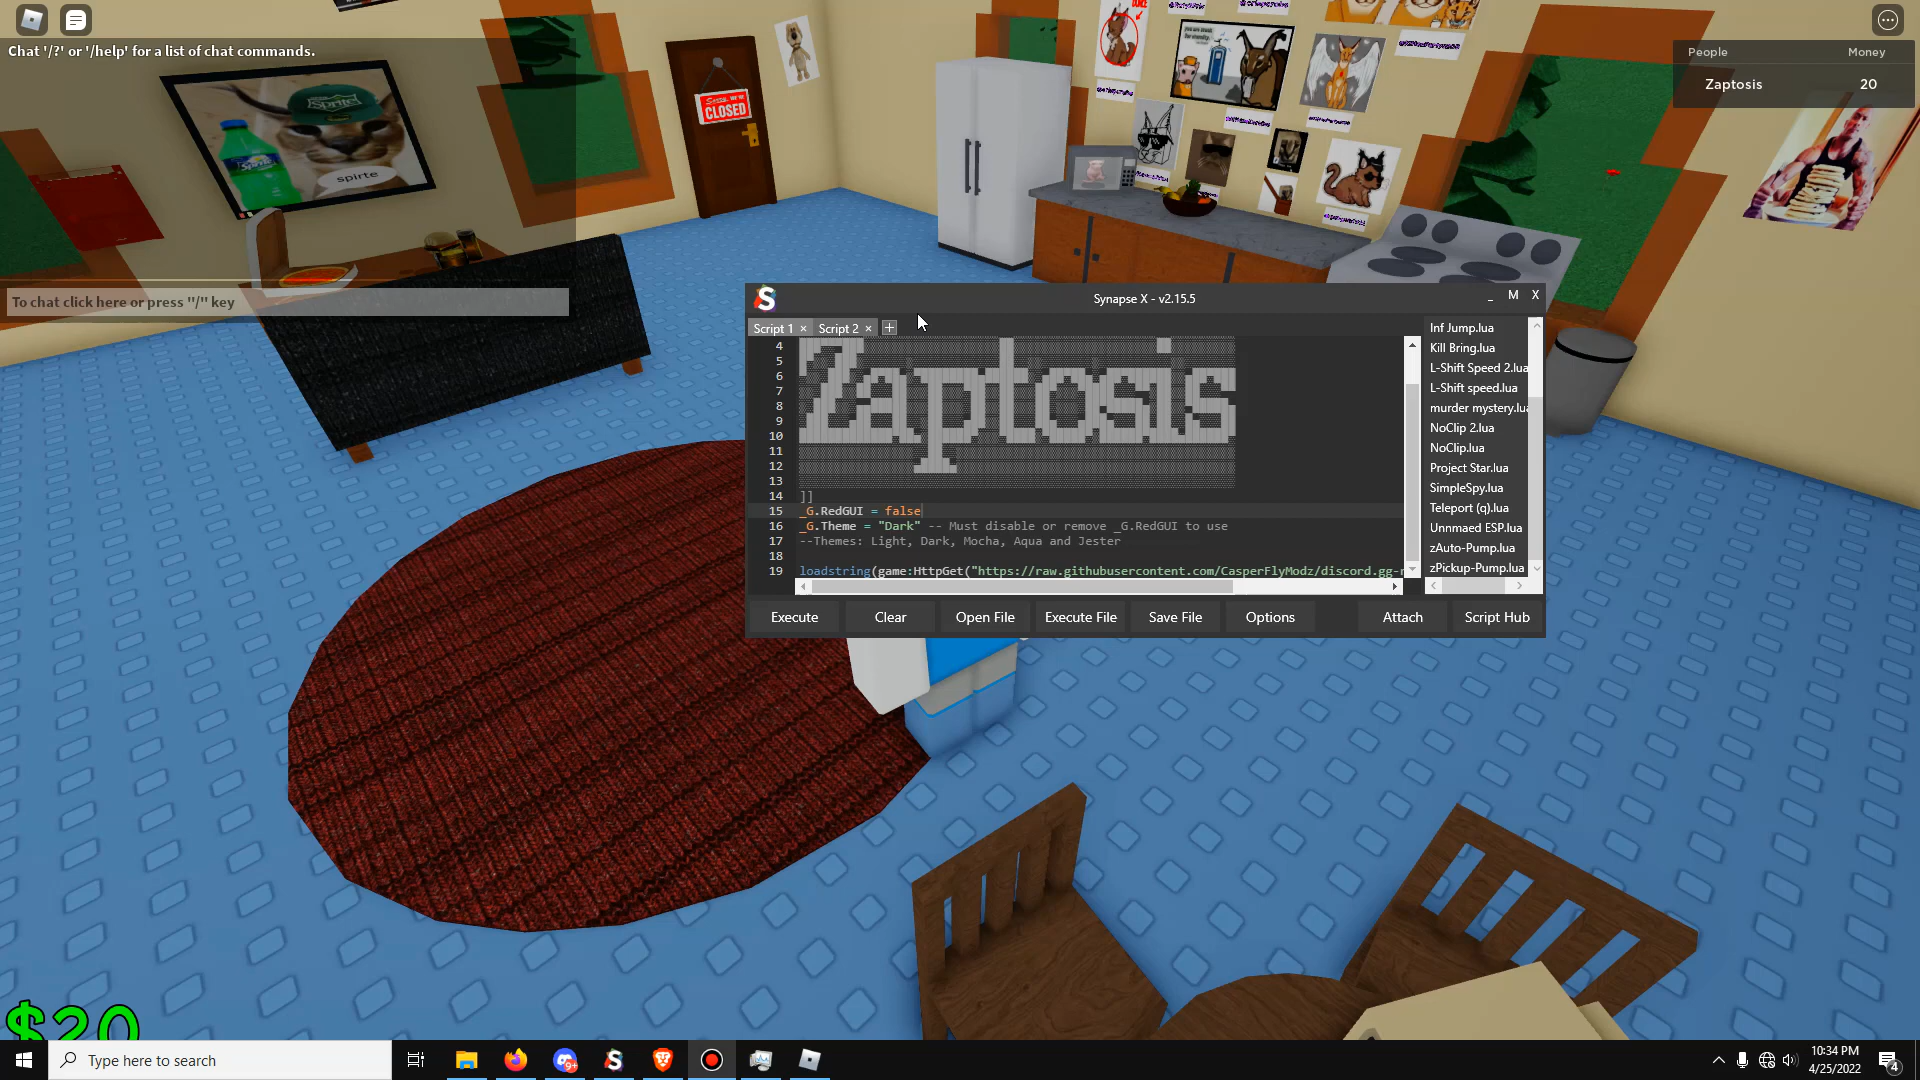 Chat '/?' or '/help' for a list of chat commands.
People Money
Zaptosis 20
Sorry we're
CLOSED
Sprite
spirte
To chat click here or press "/" key
Synapse X - v2.15.5
_ M X
Script 1 × Script 2 × +
4
5
6
7
8
9
10
11
12
13
Zaptosis
14 ]]
15 _G.RedGUI = false
16 _G.Theme = "Dark" -- Must disable or remove _G.RedGUI to use
17 --Themes: Light, Dark, Mocha, Aqua and Jester
18
19 loadstring(game:HttpGet("https://raw.githubusercontent.com/CasperFlyModz/discord.gg-r
Inf Jump.lua
Kill Bring.lua
L-Shift Speed 2.lua
L-Shift speed.lua
murder mystery.lua
NoClip 2.lua
NoClip.lua
Project Star.lua
SimpleSpy.lua
Teleport (q).lua
Unnmaed ESP.lua
zAuto-Pump.lua
zPickup-Pump.lua
Execute Clear Open File Execute File Save File Options Attach Script Hub
$20
Type here to search
9+
10:34 PM
4/25/2022
4